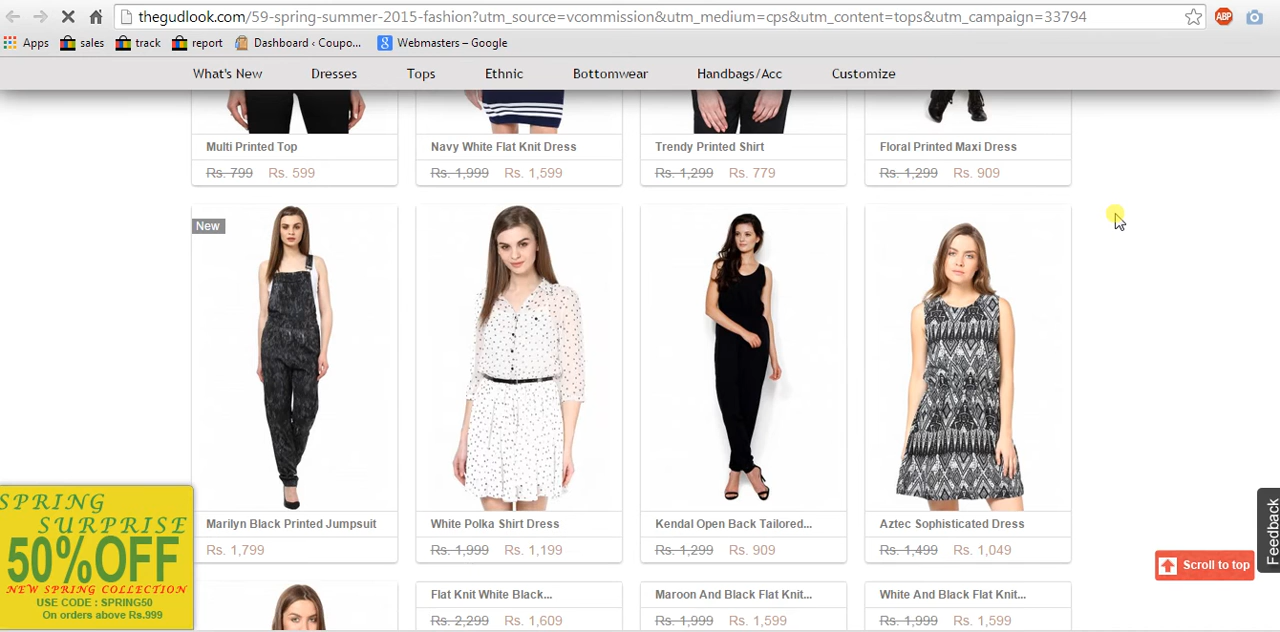 thegudlook.com/59-spring-summer-2015-fashion?utm_source=vcommission&utm_medium=cps&utm_content=tops&utm_campaign=33794
ABP
Apps sales track report Dashboard ‹ Coupo... Webmasters – Google
What's New Dresses Tops Ethnic Bottomwear Handbags/Acc Customize
Multi Printed Top
Rs. 799 Rs. 599
Navy White Flat Knit Dress
Rs. 1,999 Rs. 1,599
Trendy Printed Shirt
Rs. 1,299 Rs. 779
Floral Printed Maxi Dress
Rs. 1,299 Rs. 909
New
Marilyn Black Printed Jumpsuit
Rs. 1,799
White Polka Shirt Dress
Rs. 1,999 Rs. 1,199
Kendal Open Back Tailored...
Rs. 1,299 Rs. 909
Aztec Sophisticated Dress
Rs. 1,499 Rs. 1,049
Flat Knit White Black...
Rs. 2,299 Rs. 1,609
Maroon And Black Flat Knit...
Rs. 1,999 Rs. 1,599
White And Black Flat Knit...
Rs. 1,999 Rs. 1,599
SPRING
SURPRISE
50%OFF
NEW SPRING COLLECTION
USE CODE : SPRING50
On orders above Rs.999
Feedback
Scroll to top